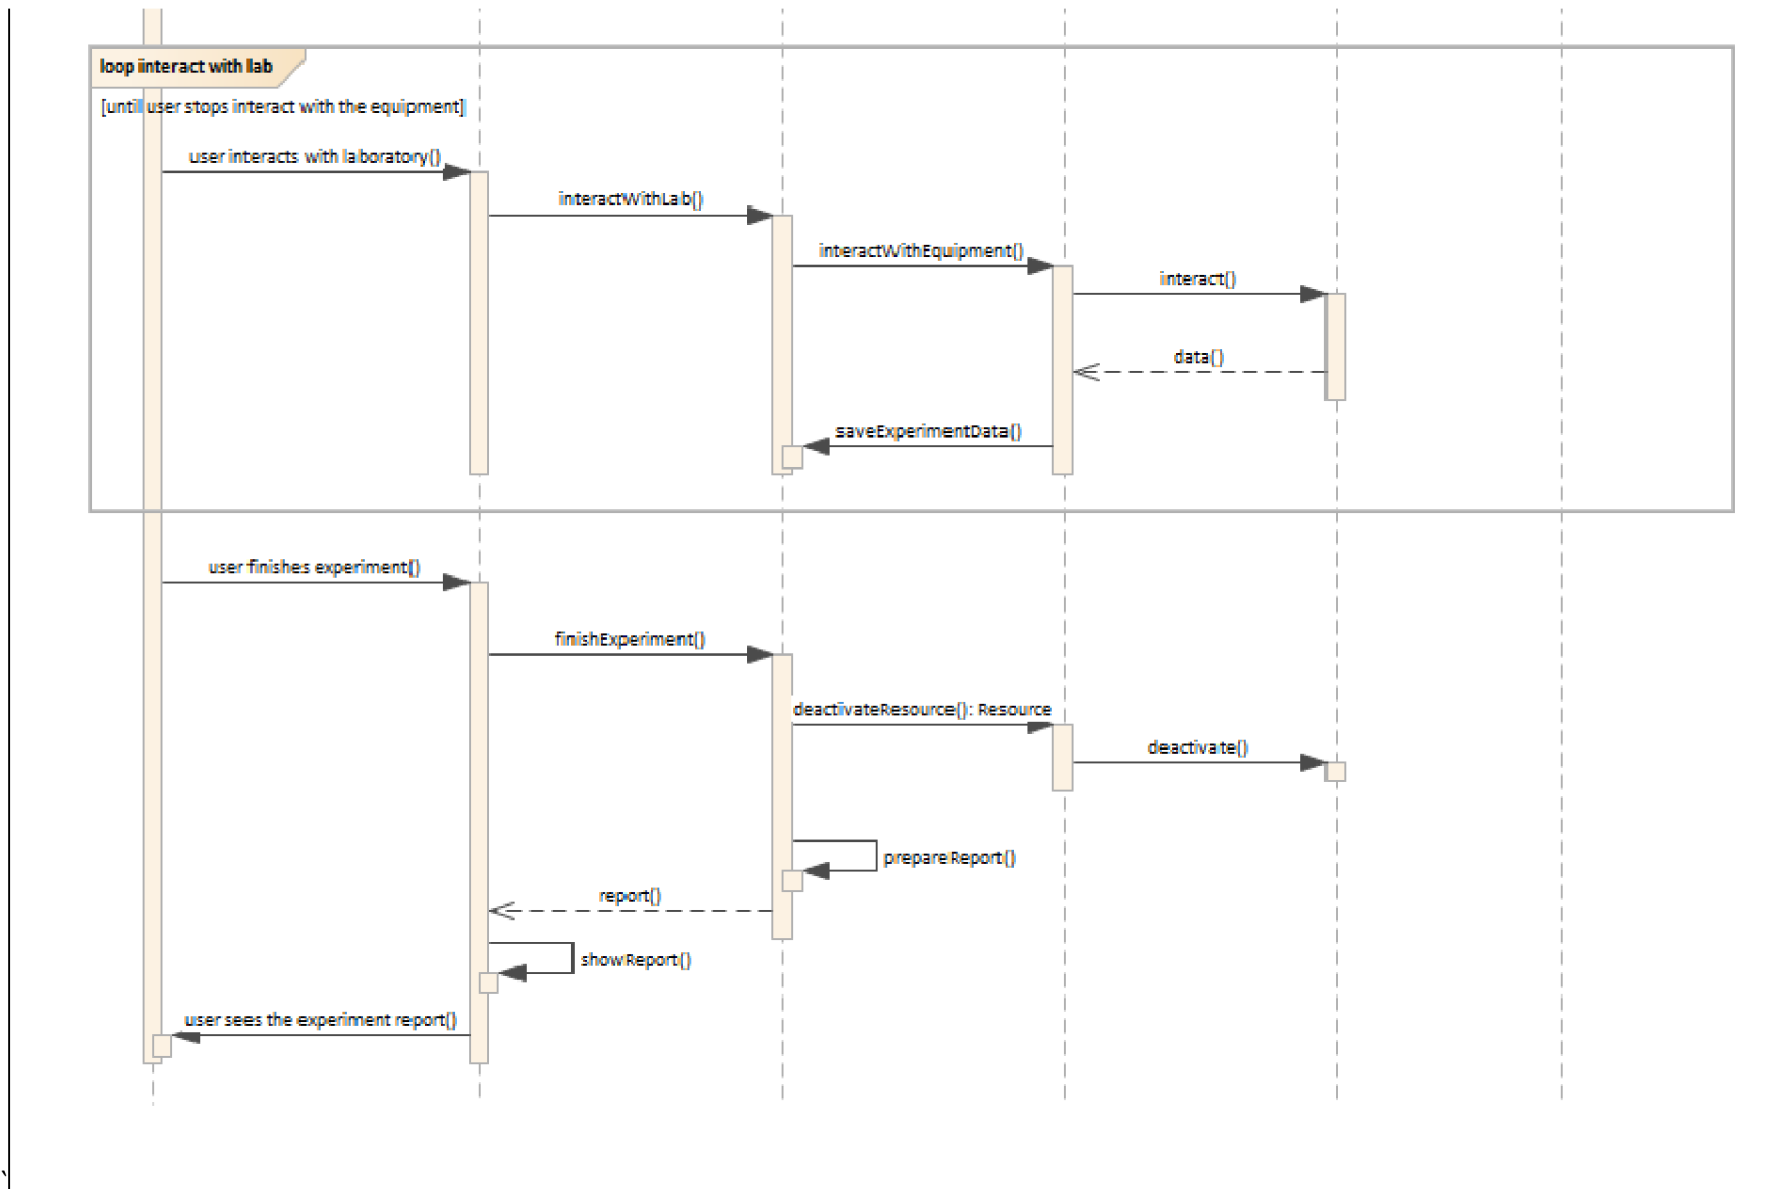 loop interact with lab
[until user stops interact with the equipment]
user interacts with laboratory()
interactWithLab()
interactWithEquipment()
interact()
data()
saveExperimentData()
user finishes experiment()
finishExperiment()
deactivateResource(): Resource
deactivate()
prepareReport()
report()
showReport()
user sees the experiment report()
`